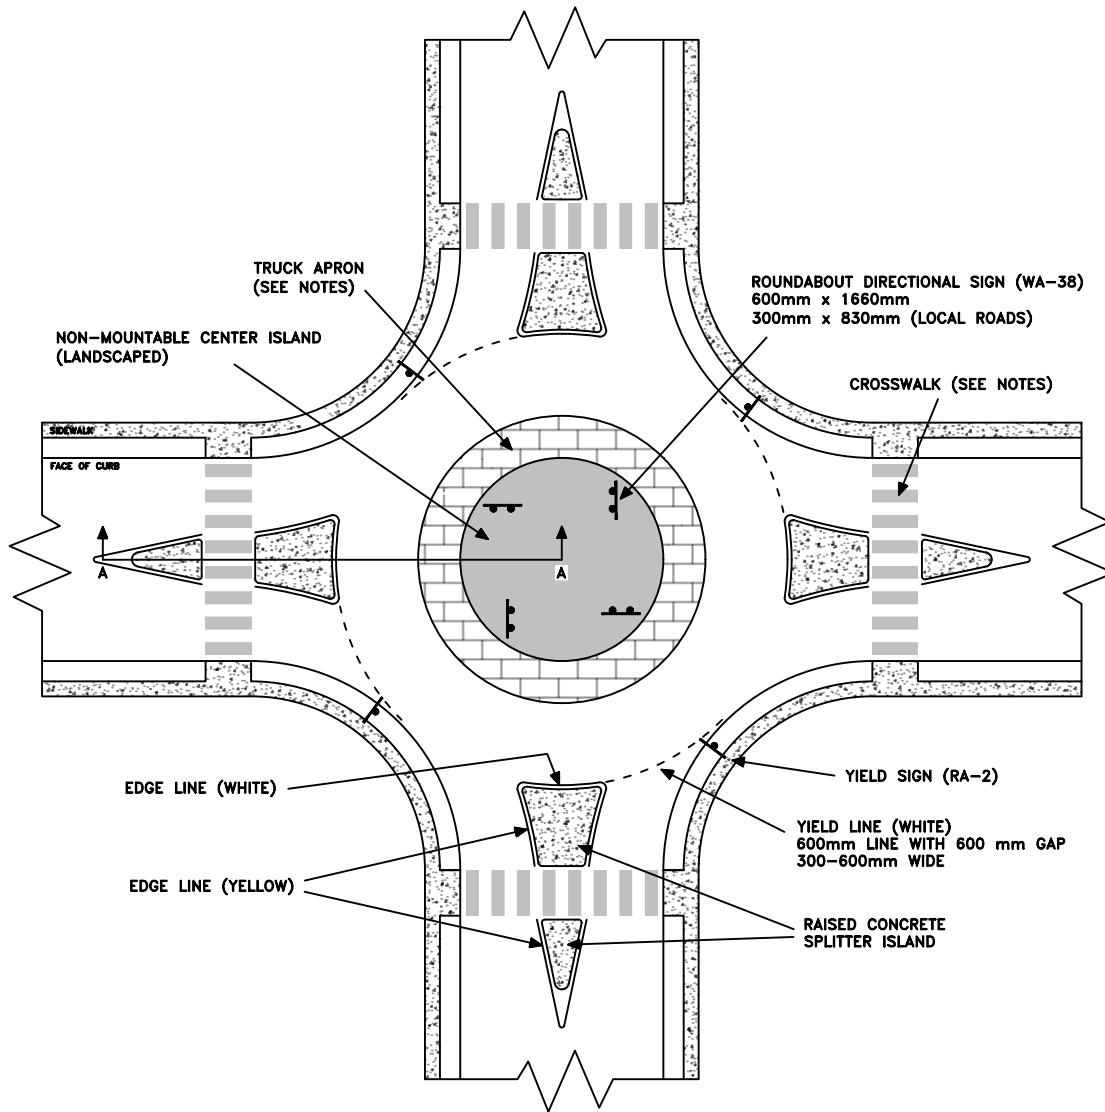 TRUCK APRON
(SEE NOTES)
ROUNDABOUT DIRECTIONAL SIGN (WA-38)
600mm x 1660mm
300mm x 830mm (LOCAL ROADS)
NON-MOUNTABLE CENTER ISLAND
(LANDSCAPED)
CROSSWALK (SEE NOTES)
SIDEWALK
FACE OF CURB
A
A
EDGE LINE (WHITE)
YIELD SIGN (RA-2)
YIELD LINE (WHITE)
600mm LINE WITH 600 mm GAP
300-600mm WIDE
EDGE LINE (YELLOW)
RAISED CONCRETE
SPLITTER ISLAND